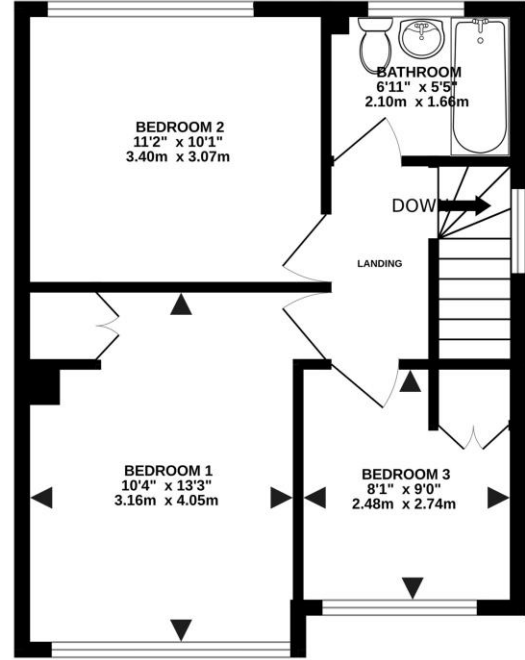 BATHROOM
6'11" x 5'5"
2.10m x 1.66m
BEDROOM 2
11'2" x 10'1"
3.40m x 3.07m
DOWN
LANDING
BEDROOM 1
10'4" x 13'3"
3.16m x 4.05m
BEDROOM 3
8'1" x 9'0"
2.48m x 2.74m